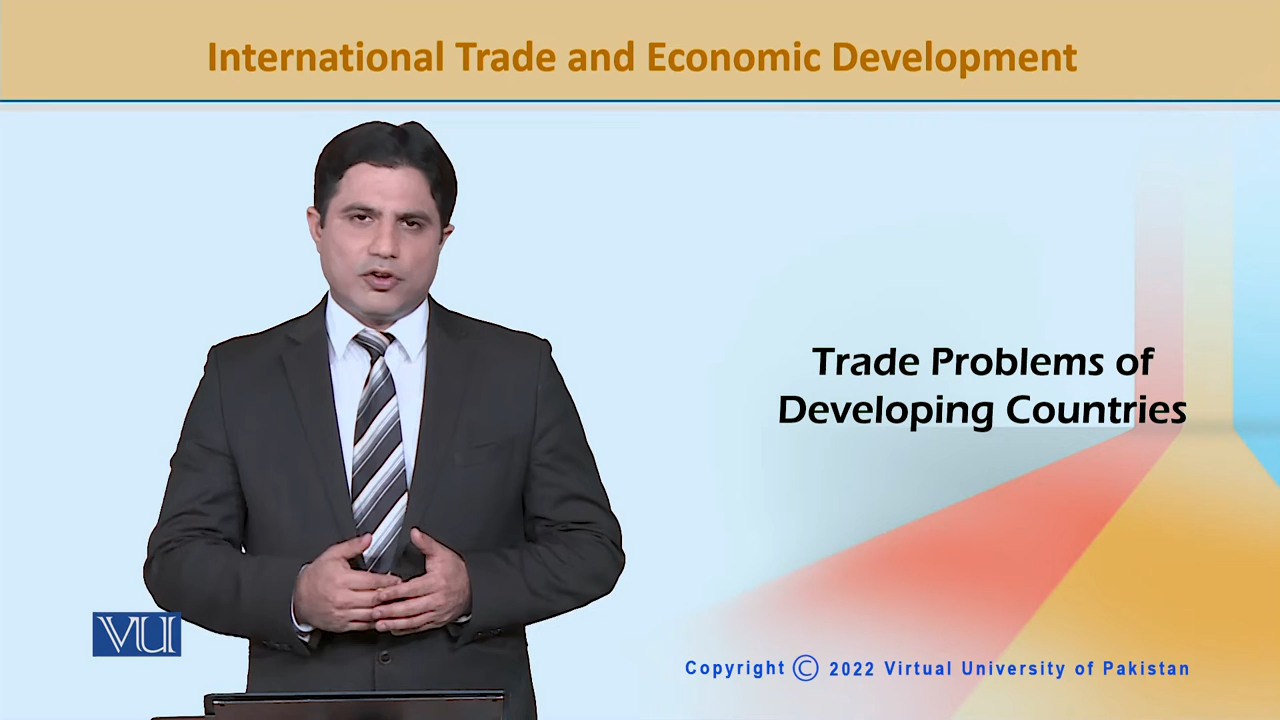 International Trade and Economic Development
Trade Problems of
Developing Countries
VU
Copyright © 2022 Virtual University of Pakistan